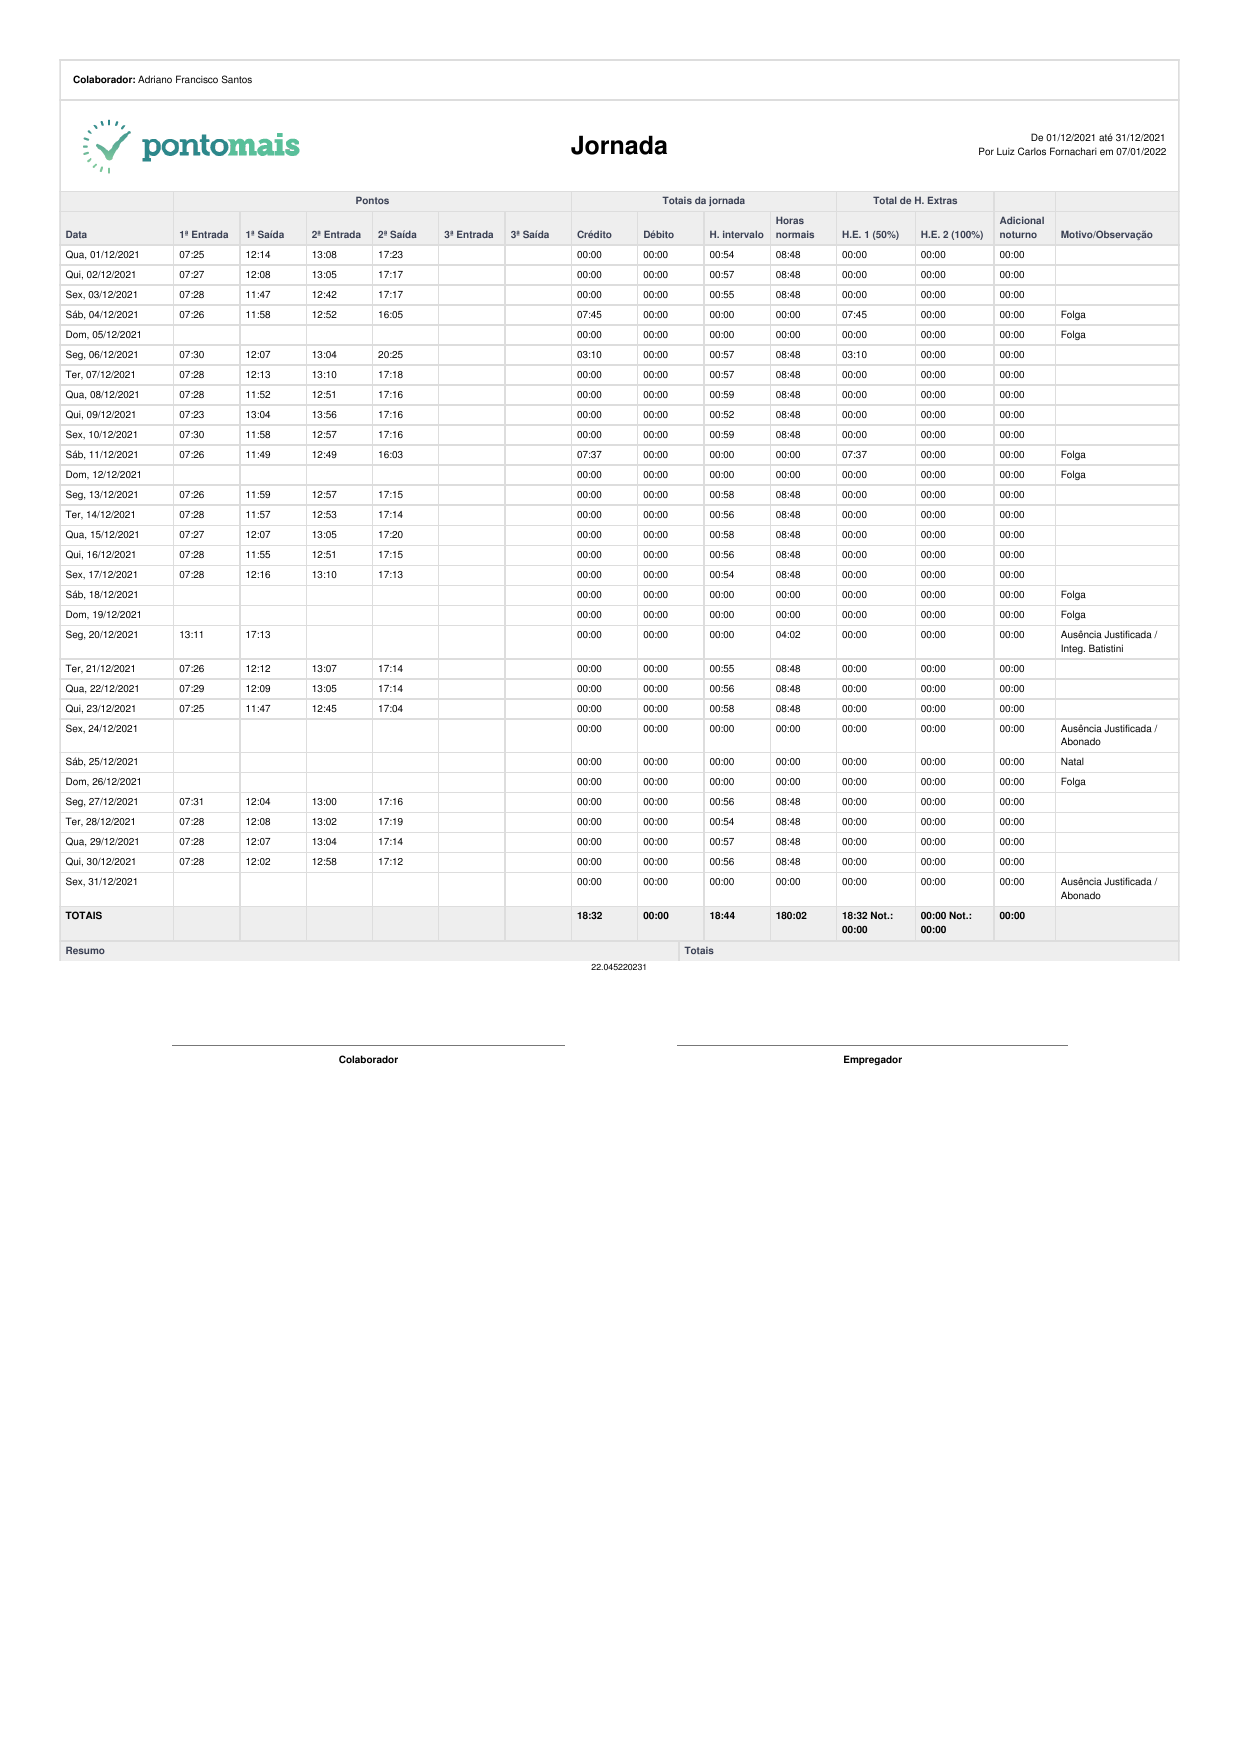 Colaborador: Adriano Francisco Santos
pontomais
Jornada
De 01/12/2021 até 31/12/2021
Por Luiz Carlos Fornachari em 07/01/2022
Pontos Totais da jornada Total de H. Extras
Data 1ª Entrada 1ª Saída 2ª Entrada 2ª Saída 3ª Entrada 3ª Saída Crédito Débito H. intervalo Horas normais H.E. 1 (50%) H.E. 2 (100%) Adicional noturno Motivo/Observação
Qua, 01/12/2021 07:25 12:14 13:08 17:23 00:00 00:00 00:54 08:48 00:00 00:00 00:00
Qui, 02/12/2021 07:27 12:08 13:05 17:17 00:00 00:00 00:57 08:48 00:00 00:00 00:00
Sex, 03/12/2021 07:28 11:47 12:42 17:17 00:00 00:00 00:55 08:48 00:00 00:00 00:00
Sáb, 04/12/2021 07:26 11:58 12:52 16:05 07:45 00:00 00:00 00:00 07:45 00:00 00:00 Folga
Dom, 05/12/2021 00:00 00:00 00:00 00:00 00:00 00:00 00:00 Folga
Seg, 06/12/2021 07:30 12:07 13:04 20:25 03:10 00:00 00:57 08:48 03:10 00:00 00:00
Ter, 07/12/2021 07:28 12:13 13:10 17:18 00:00 00:00 00:57 08:48 00:00 00:00 00:00
Qua, 08/12/2021 07:28 11:52 12:51 17:16 00:00 00:00 00:59 08:48 00:00 00:00 00:00
Qui, 09/12/2021 07:23 13:04 13:56 17:16 00:00 00:00 00:52 08:48 00:00 00:00 00:00
Sex, 10/12/2021 07:30 11:58 12:57 17:16 00:00 00:00 00:59 08:48 00:00 00:00 00:00
Sáb, 11/12/2021 07:26 11:49 12:49 16:03 07:37 00:00 00:00 00:00 07:37 00:00 00:00 Folga
Dom, 12/12/2021 00:00 00:00 00:00 00:00 00:00 00:00 00:00 Folga
Seg, 13/12/2021 07:26 11:59 12:57 17:15 00:00 00:00 00:58 08:48 00:00 00:00 00:00
Ter, 14/12/2021 07:28 11:57 12:53 17:14 00:00 00:00 00:56 08:48 00:00 00:00 00:00
Qua, 15/12/2021 07:27 12:07 13:05 17:20 00:00 00:00 00:58 08:48 00:00 00:00 00:00
Qui, 16/12/2021 07:28 11:55 12:51 17:15 00:00 00:00 00:56 08:48 00:00 00:00 00:00
Sex, 17/12/2021 07:28 12:16 13:10 17:13 00:00 00:00 00:54 08:48 00:00 00:00 00:00
Sáb, 18/12/2021 00:00 00:00 00:00 00:00 00:00 00:00 00:00 Folga
Dom, 19/12/2021 00:00 00:00 00:00 00:00 00:00 00:00 00:00 Folga
Seg, 20/12/2021 13:11 17:13 00:00 00:00 00:00 04:02 00:00 00:00 00:00 Ausência Justificada /
Integ. Batistini
Ter, 21/12/2021 07:26 12:12 13:07 17:14 00:00 00:00 00:55 08:48 00:00 00:00 00:00
Qua, 22/12/2021 07:29 12:09 13:05 17:14 00:00 00:00 00:56 08:48 00:00 00:00 00:00
Qui, 23/12/2021 07:25 11:47 12:45 17:04 00:00 00:00 00:58 08:48 00:00 00:00 00:00
Sex, 24/12/2021 00:00 00:00 00:00 00:00 00:00 00:00 00:00 Ausência Justificada /
Abonado
Sáb, 25/12/2021 00:00 00:00 00:00 00:00 00:00 00:00 00:00 Natal
Dom, 26/12/2021 00:00 00:00 00:00 00:00 00:00 00:00 00:00 Folga
Seg, 27/12/2021 07:31 12:04 13:00 17:16 00:00 00:00 00:56 08:48 00:00 00:00 00:00
Ter, 28/12/2021 07:28 12:08 13:02 17:19 00:00 00:00 00:54 08:48 00:00 00:00 00:00
Qua, 29/12/2021 07:28 12:07 13:04 17:14 00:00 00:00 00:57 08:48 00:00 00:00 00:00
Qui, 30/12/2021 07:28 12:02 12:58 17:12 00:00 00:00 00:56 08:48 00:00 00:00 00:00
Sex, 31/12/2021 00:00 00:00 00:00 00:00 00:00 00:00 00:00 Ausência Justificada /
Abonado
TOTAIS 18:32 00:00 18:44 180:02 18:32 Not.: 00:00 00:00 Not.: 00:00 00:00
Resumo Totais
22.045220231
Colaborador Empregador